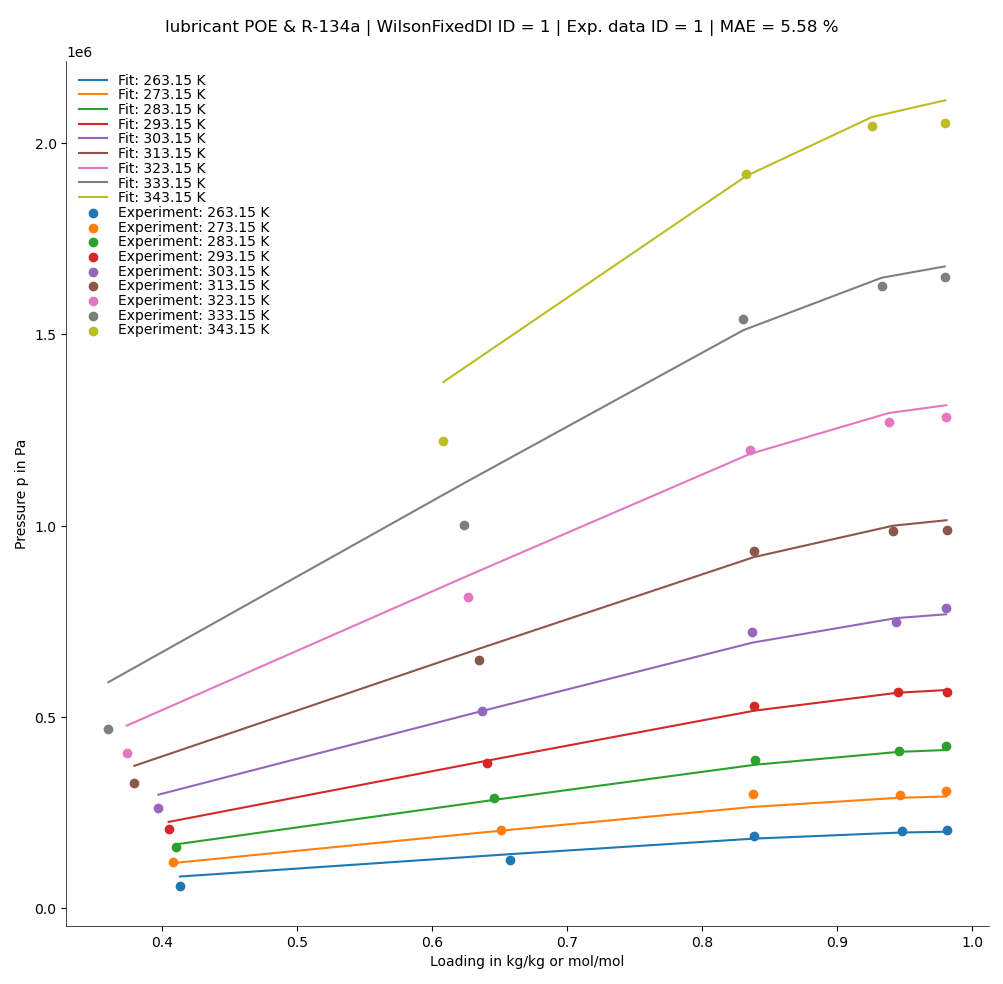 lubricant POE & R-134a | WilsonFixedDI ID = 1 | Exp. data ID = 1 | MAE = 5.58 %
1e6
Fit: 263.15 K
Fit: 273.15 K
Fit: 283.15 K
Fit: 293.15 K
Fit: 303.15 K
Fit: 313.15 K
Fit: 323.15 K
Fit: 333.15 K
Fit: 343.15 K
Experiment: 263.15 K
Experiment: 273.15 K
Experiment: 283.15 K
Experiment: 293.15 K
Experiment: 303.15 K
Experiment: 313.15 K
Experiment: 323.15 K
Experiment: 333.15 K
Experiment: 343.15 K
2.0
1.5
1.0
0.5
0.0
Pressure p in Pa
0.4 0.5 0.6 0.7 0.8 0.9 1.0
Loading in kg/kg or mol/mol